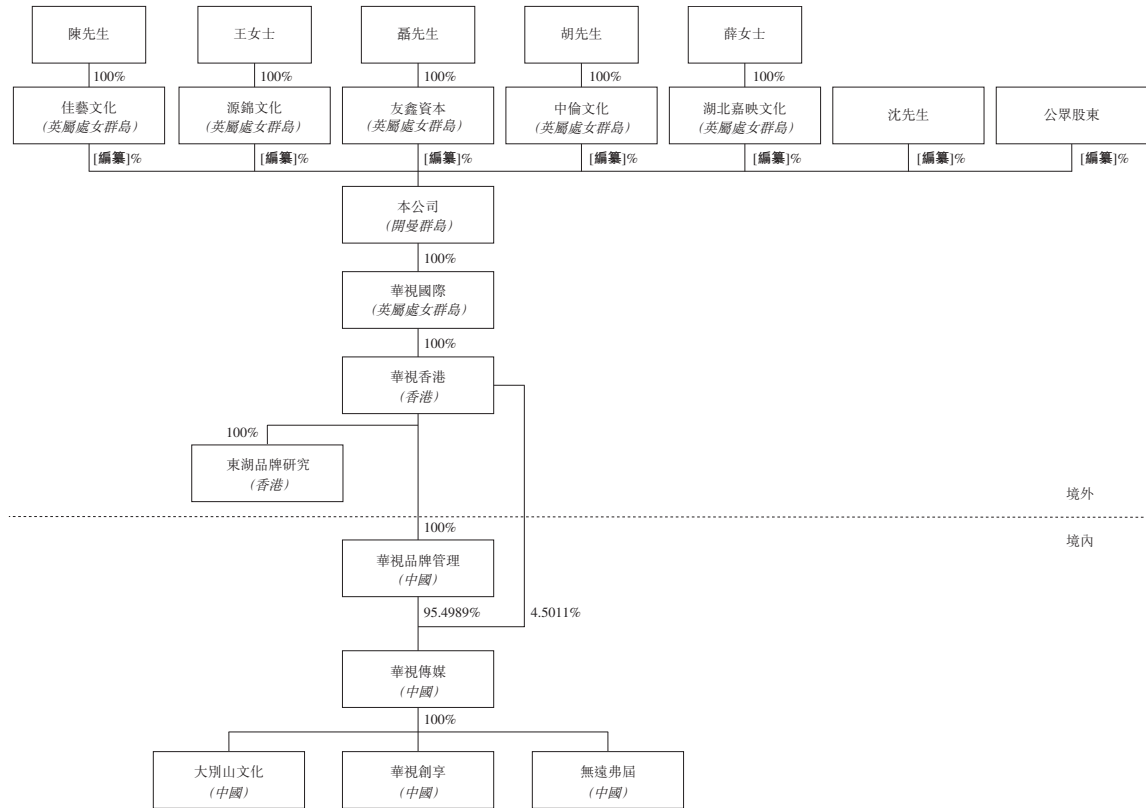 陳先生
王女士
聶先生
胡先生
薛女士
100%
100%
100%
100%
100%
佳藝文化
(英屬處女群島)
源錦文化
(英屬處女群島)
友鑫資本
(英屬處女群島)
中倫文化
(英屬處女群島)
湖北嘉映文化
(英屬處女群島)
沈先生
公眾股東
[編纂]%
[編纂]%
[編纂]%
[編纂]%
[編纂]%
[編纂]%
[編纂]%
本公司
(開曼群島)
100%
華視國際
(英屬處女群島)
100%
華視香港
(香港)
100%
東湖品牌研究
(香港)
境外
100%
境內
華視品牌管理
(中國)
95.4989%
4.5011%
華視傳媒
(中國)
100%
大別山文化
(中國)
華視創享
(中國)
無遠弗屆
(中國)